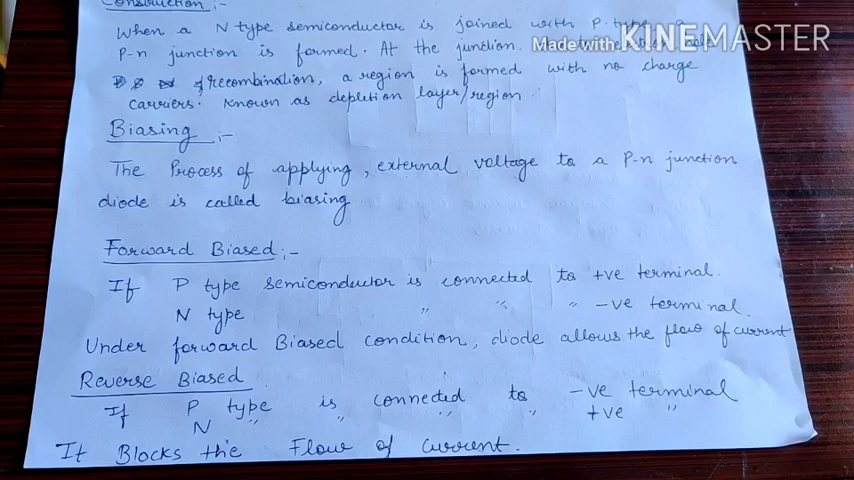 Construction :-
When a N type semiconductor is joined with P-type a
P-n junction is formed. At the junction,
Made with KINEMASTER
recombination, a region is formed with no charge
carriers. Known as depletion layer/region.
Biasing :-
The Process of applying, external voltage to a P-n junction
diode is called biasing
Forward Biased :-
If P type semiconductor is connected to +ve terminal.
N type " " " -ve terminal.
Under forward Biased condition, diode allows the flow of current
Reverse Biased
If P type is connected to -ve terminal
N " " " " +ve "
It Blocks the Flow of current.